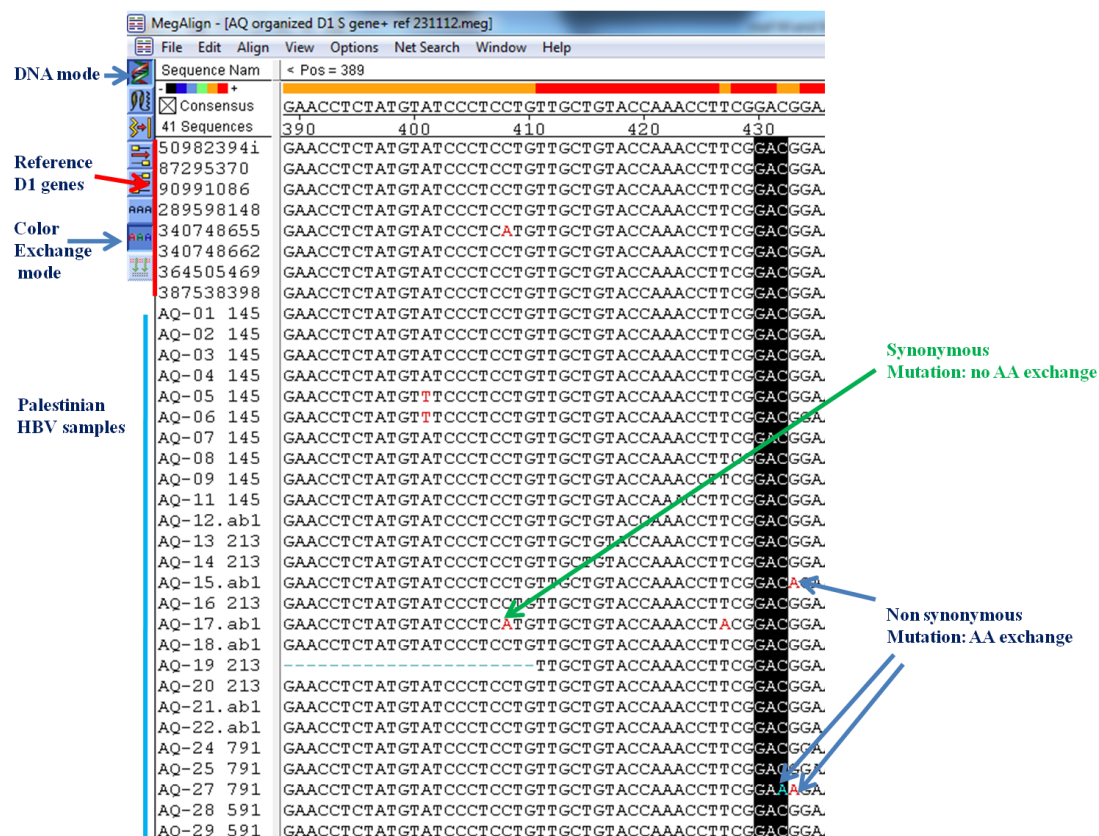 MegAlign - [AQ organized D1 S gene+ ref 231112.meg]
File Edit Align View Options Net Search Window Help
DNA mode
Sequence Nam < Pos = 389
- +
Consensus GAACCTCTATGTATCCCTCCTGTTGCTGTACCAAACCTTCGGACGGA
41 Sequences 390 400 410 420 430
50982394i GAACCTCTATGTATCCCTCCTGTTGCTGTACCAAACCTTCGGACGGA
87295370 GAACCTCTATGTATCCCTCCTGTTGCTGTACCAAACCTTCGGACGGA
90991086 GAACCTCTATGTATCCCTCCTGTTGCTGTACCAAACCTTCGGACGGA
AAA 289598148 GAACCTCTATGTATCCCTCCTGTTGCTGTACCAAACCTTCGGACGGA
AAA 340748655 GAACCTCTATGTATCCCTCATGTTGCTGTACCAAACCTTCGGACGGA
340748662 GAACCTCTATGTATCCCTCCTGTTGCTGTACCAAACCTTCGGACGGA
364505469 GAACCTCTATGTATCCCTCCTGTTGCTGTACCAAACCTTCGGACGGA
387538398 GAACCTCTATGTATCCCTCCTGTTGCTGTACCAAACCTTCGGACGGA
AQ-01 145 GAACCTCTATGTATCCCTCCTGTTGCTGTACCAAACCTTCGGACGGA
AQ-02 145 GAACCTCTATGTATCCCTCCTGTTGCTGTACCAAACCTTCGGACGGA
AQ-03 145 GAACCTCTATGTATCCCTCCTGTTGCTGTACCAAACCTTCGGACGGA
AQ-04 145 GAACCTCTATGTATCCCTCCTGTTGCTGTACCAAACCTTCGGACGGA
AQ-05 145 GAACCTCTATGTTTCCCTCCTGTTGCTGTACCAAACCTTCGGACGGA
AQ-06 145 GAACCTCTATGTTTCCCTCCTGTTGCTGTACCAAACCTTCGGACGGA
AQ-07 145 GAACCTCTATGTATCCCTCCTGTTGCTGTACCAAACCTTCGGACGGA
AQ-08 145 GAACCTCTATGTATCCCTCCTGTTGCTGTACCAAACCTTCGGACGGA
AQ-09 145 GAACCTCTATGTATCCCTCCTGTTGCTGTACCAAACCTTCGGACGGA
AQ-11 145 GAACCTCTATGTATCCCTCCTGTTGCTGTACCAAACCTTCGGACGGA
AQ-12.ab1 GAACCTCTATGTATCCCTCCTGTTGCTGTACCAAACCTTCGGACGGA
AQ-13 213 GAACCTCTATGTATCCCTCCTGTTGCTGTACCAAACCTTCGGACGGA
AQ-14 213 GAACCTCTATGTATCCCTCCTGTTGCTGTACCAAACCTTCGGACGGA
AQ-15.ab1 GAACCTCTATGTATCCCTCCTGTTGCTGTACCAAACCTTCGGACAGA
AQ-16 213 GAACCTCTATGTATCCCTCCTGTTGCTGTACCAAACCTTCGGACGGA
AQ-17.ab1 GAACCTCTATGTATCCCTCATGTTGCTGTACCAAACCTACGGACGGA
AQ-18.ab1 GAACCTCTATGTATCCCTCCTGTTGCTGTACCAAACCTTCGGACGGA
AQ-19 213 ----------------------TTGCTGTACCAAACCTTCGGACGGA
AQ-20 213 GAACCTCTATGTATCCCTCCTGTTGCTGTACCAAACCTTCGGACGGA
AQ-21.ab1 GAACCTCTATGTATCCCTCCTGTTGCTGTACCAAACCTTCGGACGGA
AQ-22.ab1 GAACCTCTATGTATCCCTCCTGTTGCTGTACCAAACCTTCGGACGGA
AQ-24 791 GAACCTCTATGTATCCCTCCTGTTGCTGTACCAAACCTTCGGACGGA
AQ-25 791 GAACCTCTATGTATCCCTCCTGTTGCTGTACCAAACCTTCGGACGGA
AQ-27 791 GAACCTCTATGTATCCCTCCTGTTGCTGTACCAAACCTTCGGAAAGA
AQ-28 591 GAACCTCTATGTATCCCTCCTGTTGCTGTACCAAACCTTCGGACGGA
AQ-29 591 GAACCTCTATGTATCCCTCCTGTTGCTGTACCAAACCTTCGGACGGA
Reference
D1 genes
Color
Exchange
mode
Palestinian
HBV samples
Synonymous
Mutation: no AA exchange
Non synonymous
Mutation: AA exchange